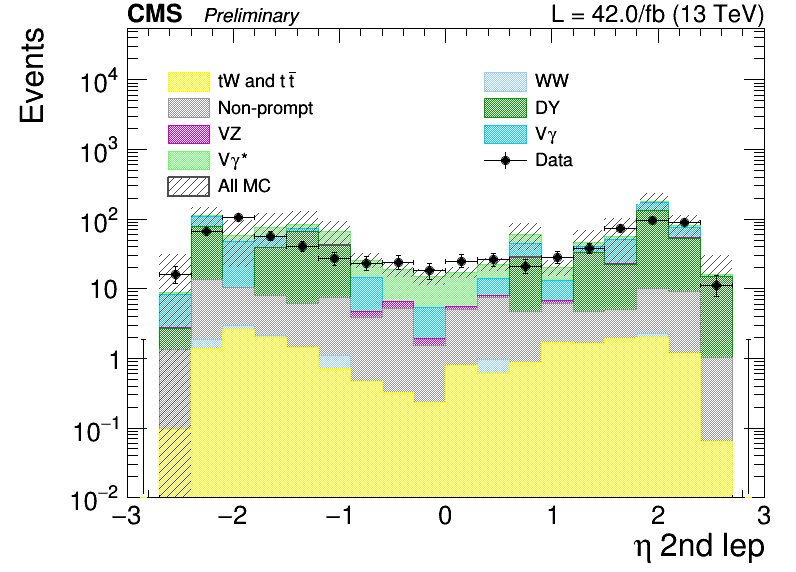 CMS Preliminary L = 42.0/fb (13 TeV)
Events
10⁴
10³
10²
10
1
10⁻¹
10⁻²
tW and t t̄
Non-prompt
VZ
Vγ*
All MC
WW
DY
Vγ
Data
−3 −2 −1 0 1 2 3
η 2nd lep